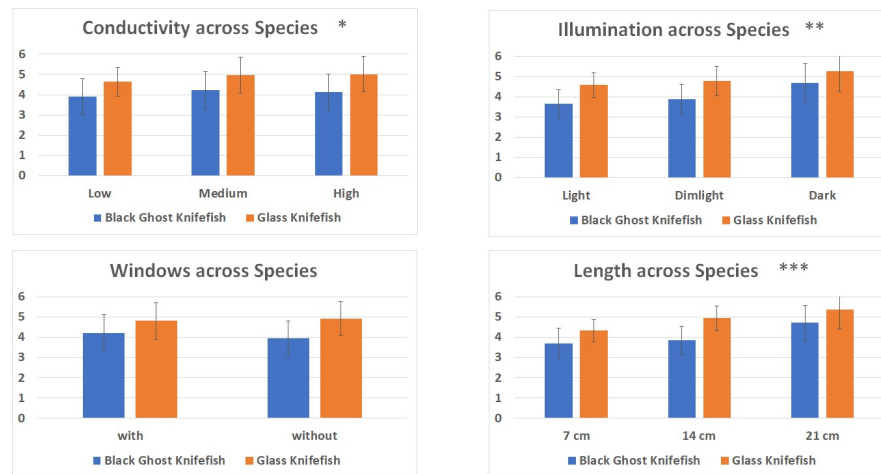 Conductivity across Species *
6
5
4
3
2
1
0
Low Medium High
Black Ghost Knifefish Glass Knifefish
Illumination across Species **
6
5
4
3
2
1
0
Light Dimlight Dark
Black Ghost Knifefish Glass Knifefish
Windows across Species
6
5
4
3
2
1
0
with without
Black Ghost Knifefish Glass Knifefish
Length across Species ***
6
5
4
3
2
1
0
7 cm 14 cm 21 cm
Black Ghost Knifefish Glass Knifefish